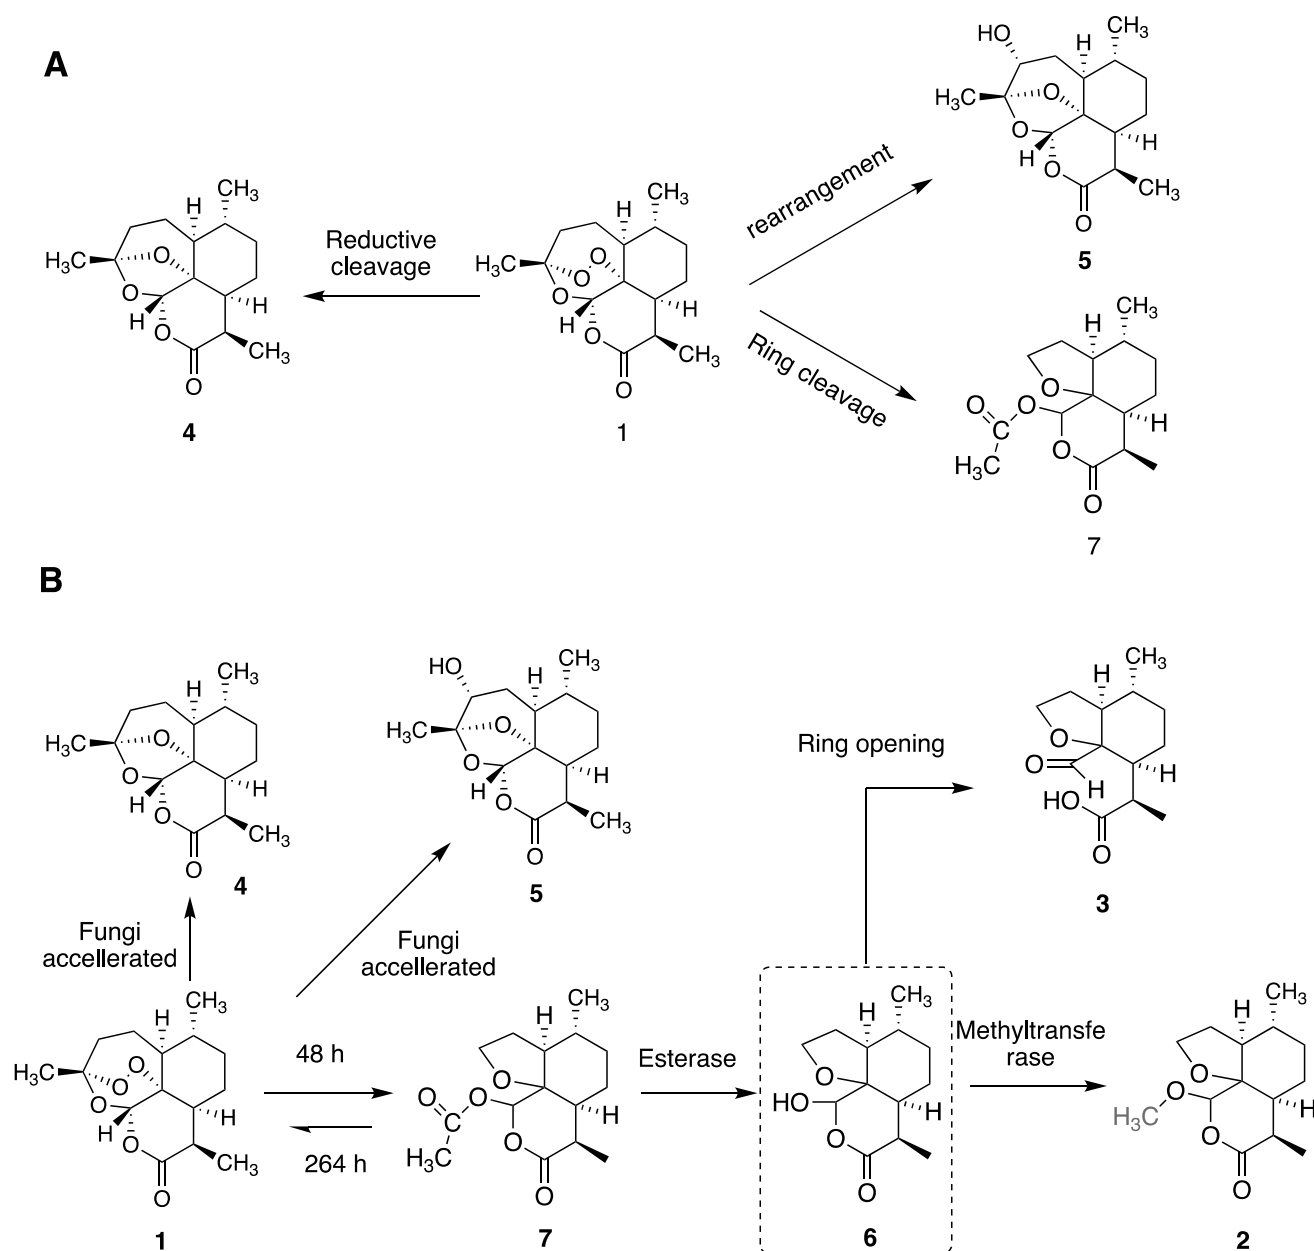 A
HO
CH3
H
H3C
O
O
H
H
O
CH3
O
5
rearrangement
CH3
H
H3C
O
O
H
H
O
CH3
O
4
Reductive
cleavage
CH3
H
H3C
O
O
O
H
H
O
CH3
O
1
Ring cleavage
CH3
H
O
O
O
C
H
O
H3C
O
7
B
CH3
H
H3C
O
O
H
H
O
CH3
O
4
HO
CH3
H
H3C
O
O
H
H
O
CH3
O
5
Ring opening
CH3
H
O
O
H
H
HO
O
3
Fungi
accellerated
Fungi
accellerated
CH3
H
H3C
O
O
O
H
H
O
CH3
O
1
48 h
264 h
CH3
H
O
O
O
C
H
O
H3C
O
7
Esterase
CH3
H
O
HO
H
O
O
6
Methyltransfe
rase
CH3
H
O
O
H3C
H
O
O
2